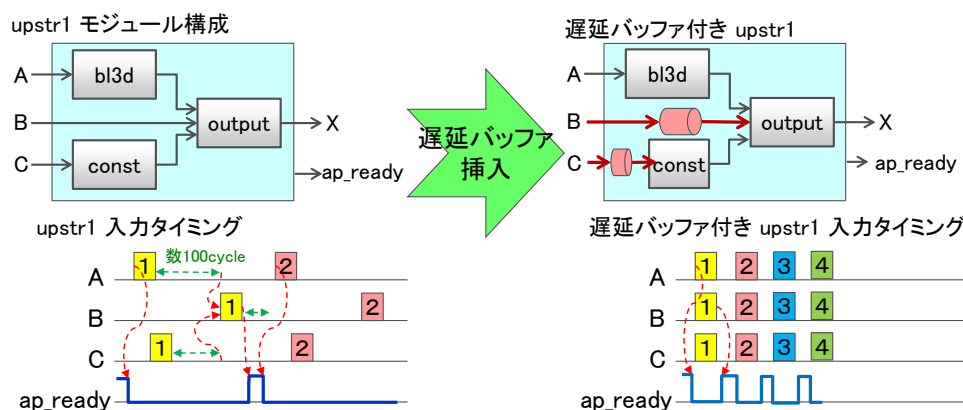 upstr1 モジュール構成
A
bl3d
B
output
X
C
const
ap_ready
遅延バッファ
挿入
遅延バッファ付き upstr1
A
bl3d
B
output
X
C
const
ap_ready
upstr1 入力タイミング
数100cycle
A
1
2
B
1
2
C
1
2
ap_ready
遅延バッファ付き upstr1 入力タイミング
A
1
2
3
4
B
1
2
3
4
C
1
2
3
4
ap_ready